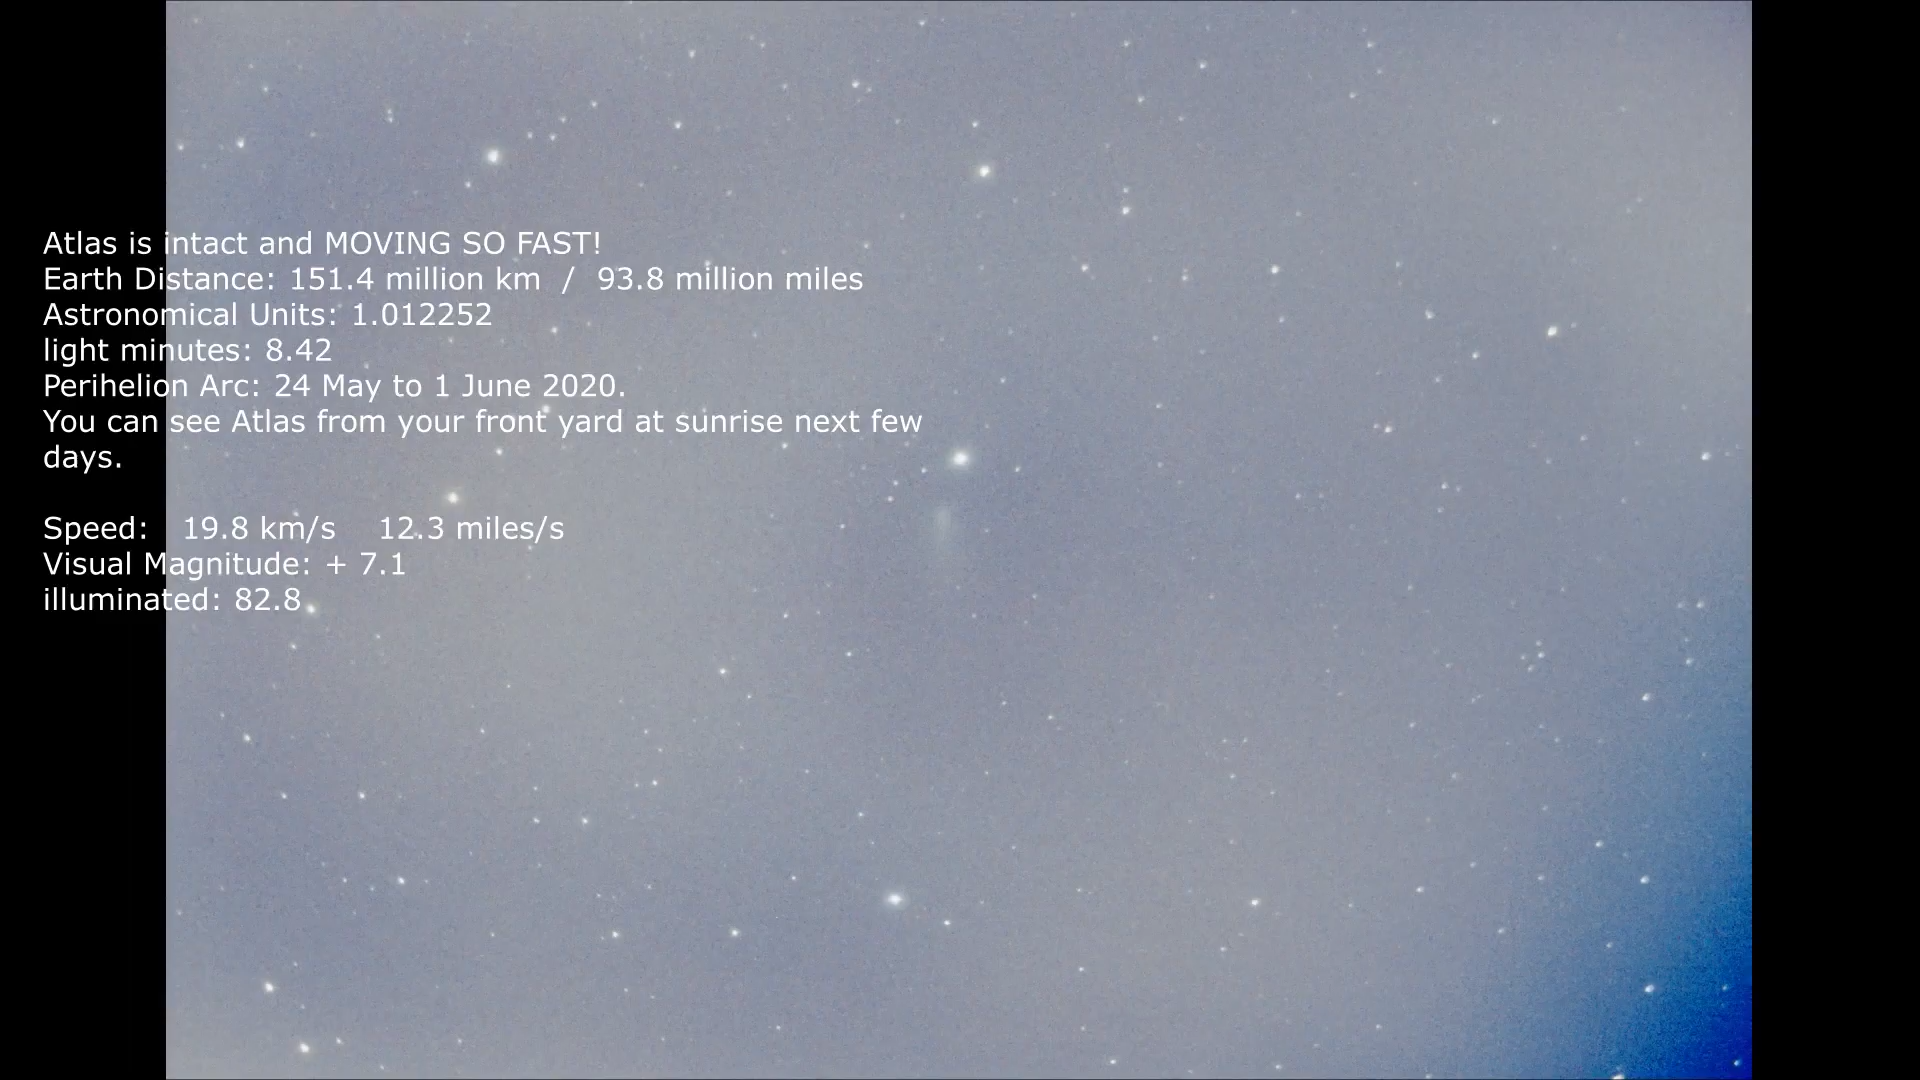 Atlas is intact and MOVING SO FAST!
Earth Distance: 151.4 million km / 93.8 million miles
Astronomical Units: 1.012252
light minutes: 8.42
Perihelion Arc: 24 May to 1 June 2020.
You can see Atlas from your front yard at sunrise next few
days.
Speed: 19.8 km/s 12.3 miles/s
Visual Magnitude: + 7.1
illuminated: 82.8